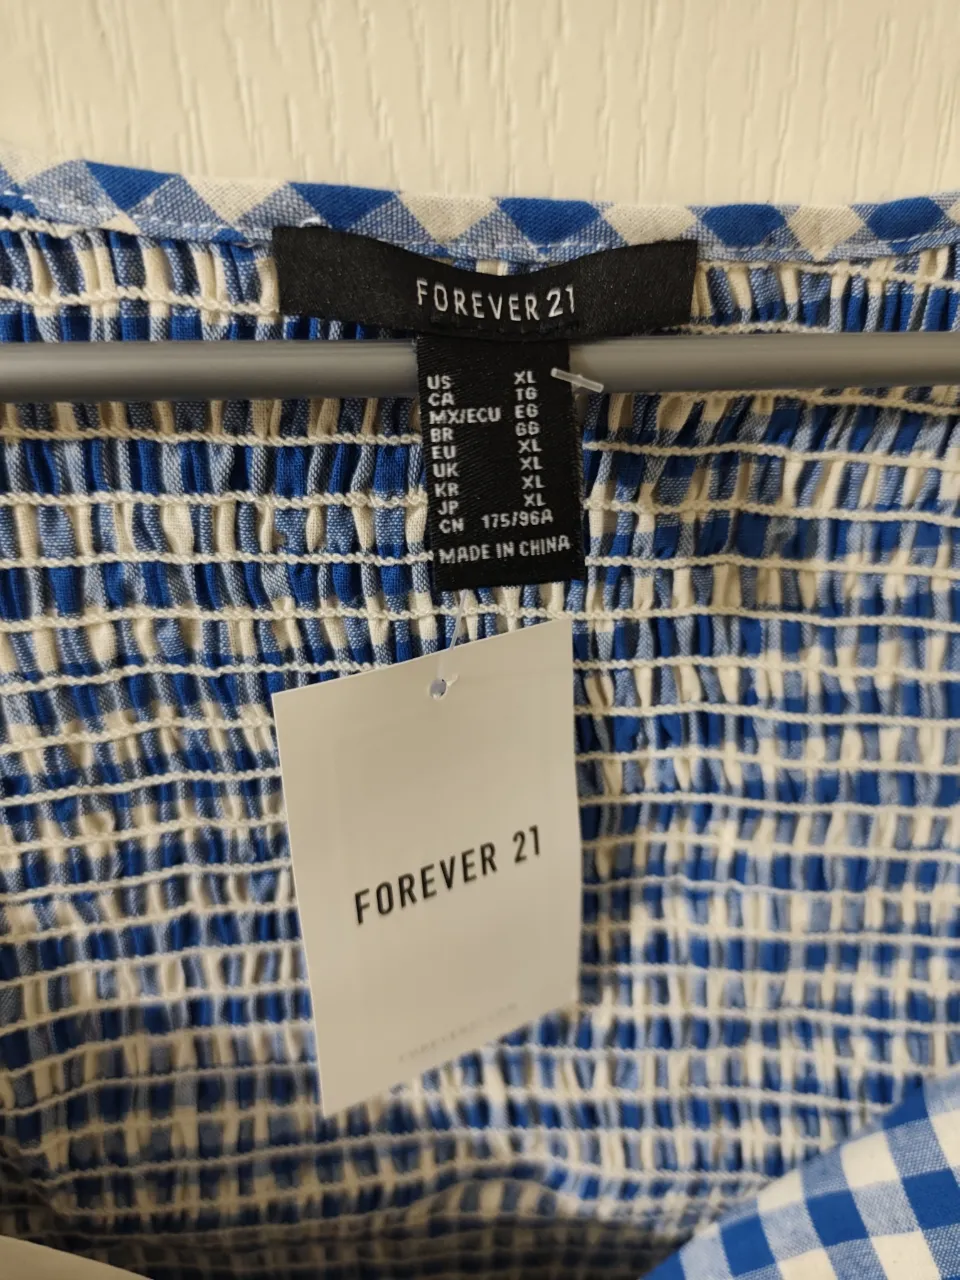 FOREVER 21
US XL
CA TG
MX/ECU EG
BR GG
EU XL
UK XL
KR XL
JP XL
CN 175/96A
MADE IN CHINA
FOREVER 21